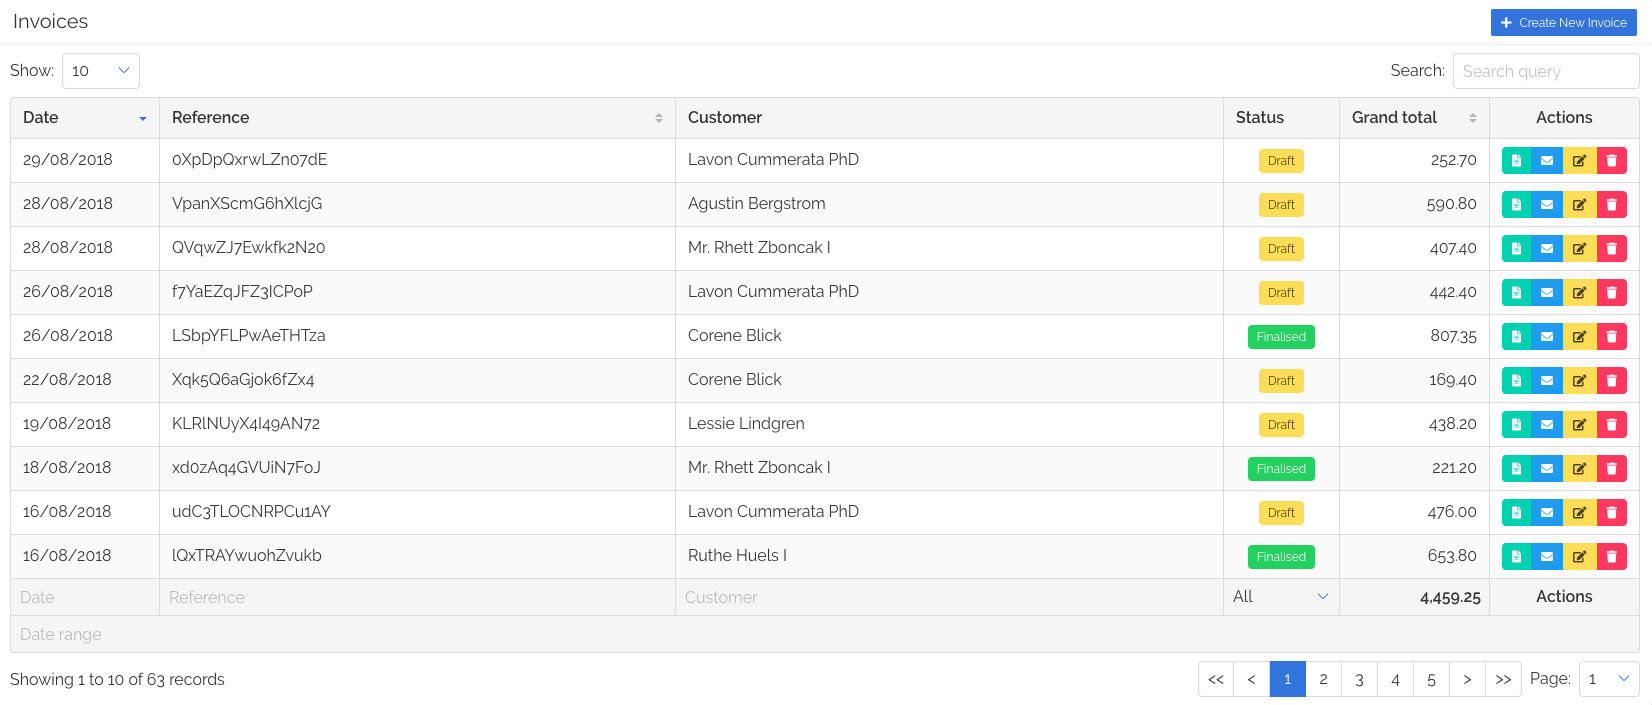 Invoices
Create New Invoice
Show: 10 Search: Search query
Date Reference Customer Status Grand total Actions
29/08/2018 0XpDpQxrwLZn07dE Lavon Cummerata PhD Draft 252.70
28/08/2018 VpanXScmG6hXlcjG Agustin Bergstrom Draft 590.80
28/08/2018 QVqwZJ7Ewkfk2N20 Mr. Rhett Zboncak I Draft 407.40
26/08/2018 f7YaEZqJFZ3ICPoP Lavon Cummerata PhD Draft 442.40
26/08/2018 LSbpYFLPwAeTHTza Corene Blick Finalised 807.35
22/08/2018 Xqk5Q6aGjok6fZx4 Corene Blick Draft 169.40
19/08/2018 KLRlNUyX4I49AN72 Lessie Lindgren Draft 438.20
18/08/2018 xd0zAq4GVUiN7FoJ Mr. Rhett Zboncak I Finalised 221.20
16/08/2018 udC3TLOCNRPCu1AY Lavon Cummerata PhD Draft 476.00
16/08/2018 lQxTRAYwuohZvukb Ruthe Huels I Finalised 653.80
Date Reference Customer All 4,459.25 Actions
Date range
Showing 1 to 10 of 63 records << < 1 2 3 4 5 > >> Page: 1